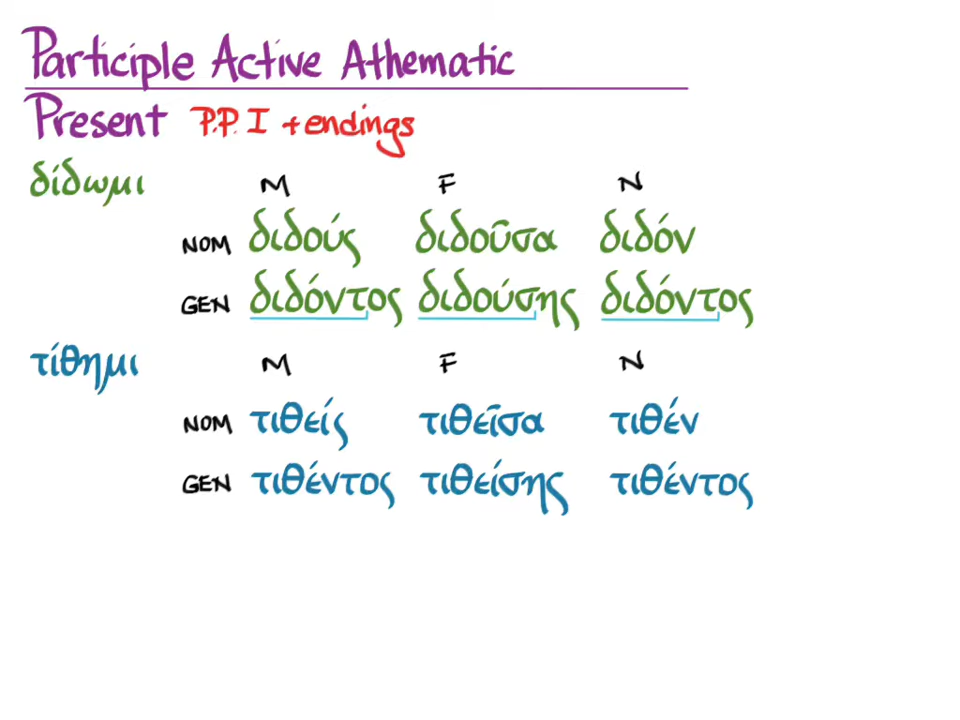 Participle Active Athematic
Present P.P. I + endings
δίδωμι M F N
NOM διδούς διδοῦσα διδόν
GEN διδόντος διδούσης διδόντος
τίθημι M F N
NOM τιθείς τιθεῖσα τιθέν
GEN τιθέντος τιθείσης τιθέντος